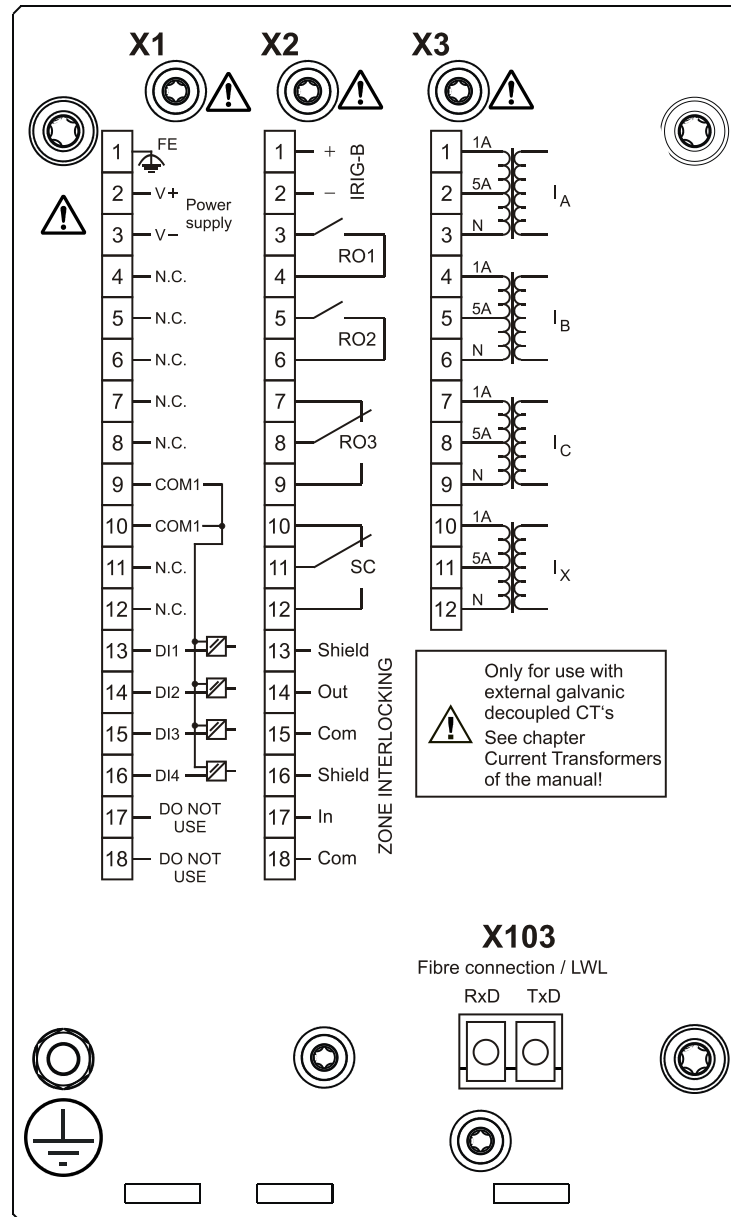 X1
X2
X3
1 FE
2 V+
Power
supply
3 V−
4 N.C.
5 N.C.
6 N.C.
7 N.C.
8 N.C.
9 COM1
10 COM1
11 N.C.
12 N.C.
13 DI1
14 DI2
15 DI3
16 DI4
17 DO NOT
USE
18 DO NOT
USE
1 +
2 −
IRIG-B
3
4
RO1
5
6
RO2
7
8 RO3
9
10
11 SC
12
13 Shield
14 Out
15 Com
16 Shield
17 In
18 Com
ZONE INTERLOCKING
1 1A
2 5A IA
3 N
4 1A
5 5A IB
6 N
7 1A
8 5A IC
9 N
10 1A
11 5A IX
12 N
Only for use with
external galvanic
decoupled CT‘s
See chapter
Current Transformers
of the manual!
X103
Fibre connection / LWL
RxD TxD